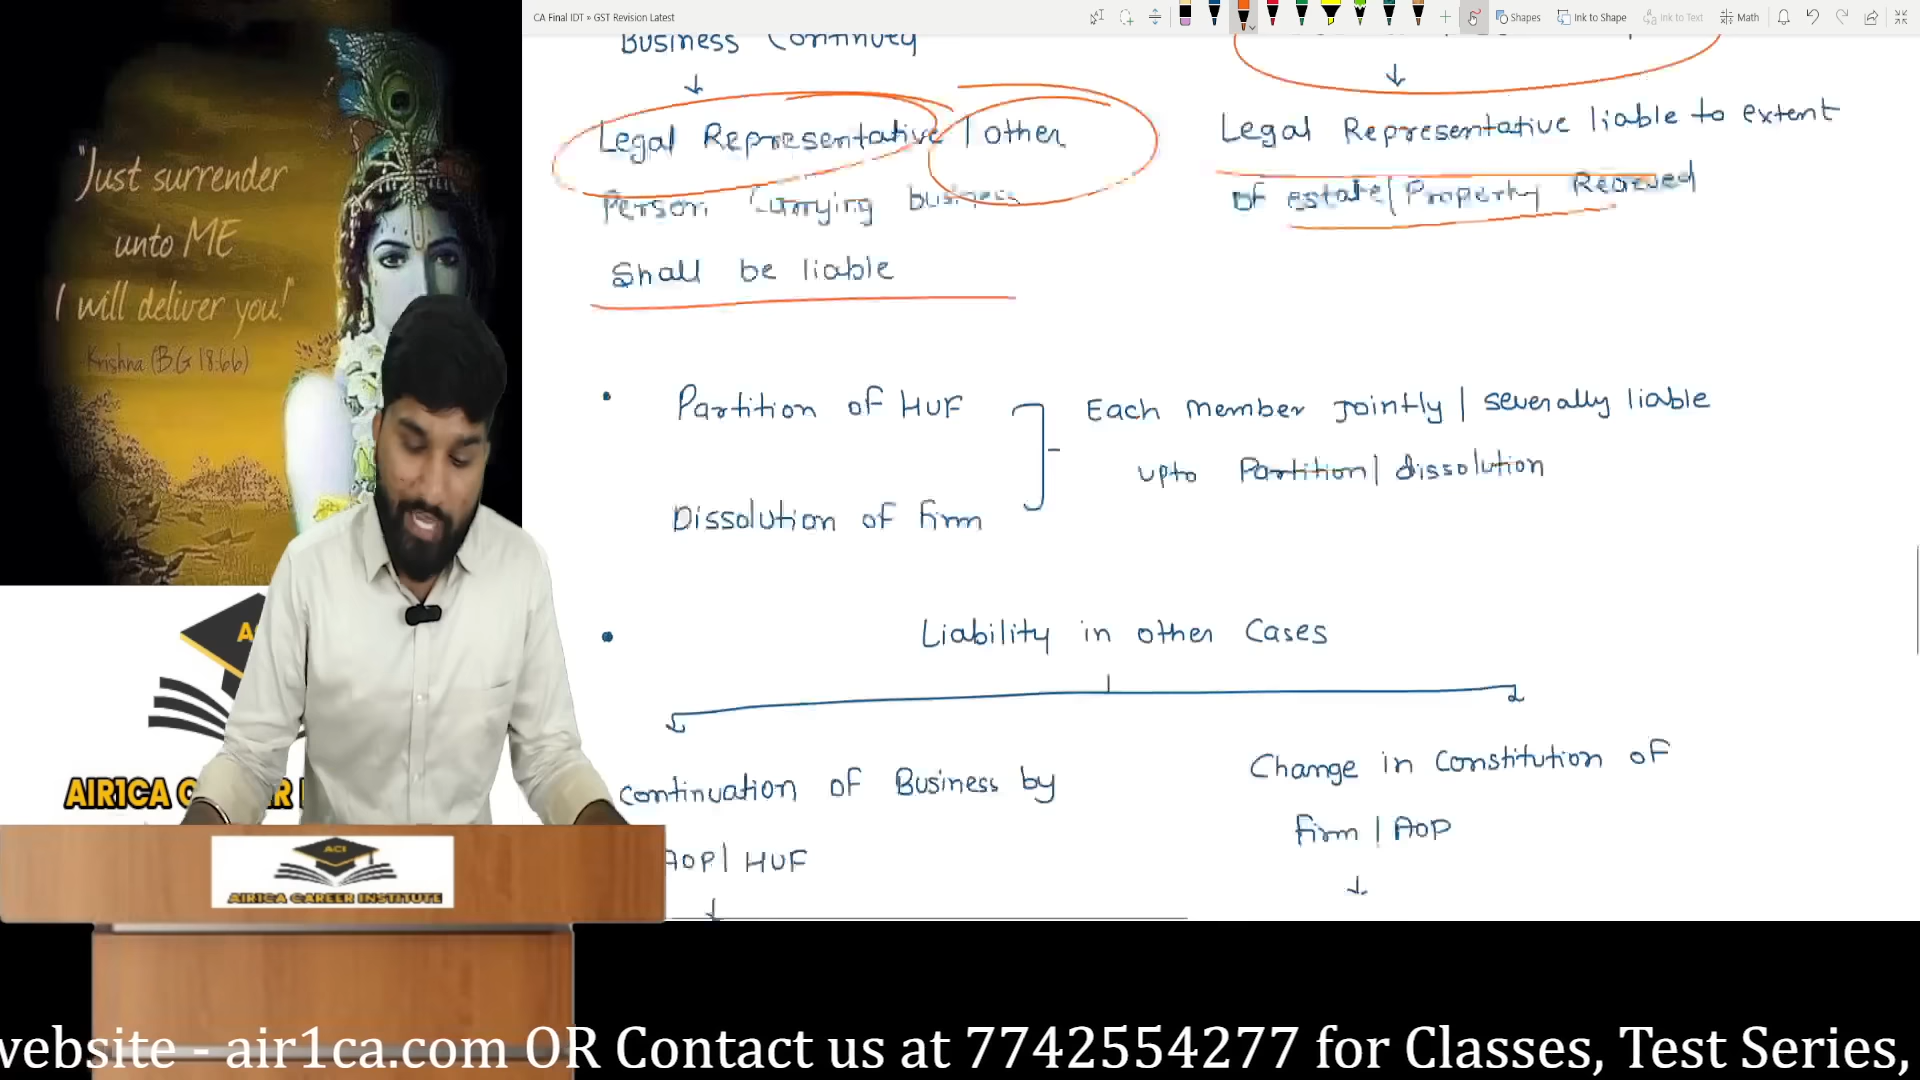 CA Final IDT » GST Revision Latest
Shapes
Ink to Shape
Ink to Text
Math
Business Continuty
Legal Representative | other
Person Carrying business
Shall be liable
Legal Representative liable to extent
of estate | Property Recieved
• Partition of HUF
Dissolution of firm
Each member Jointly | severally liable
upto Partition | dissolution
• Liability in other Cases
continuation of Business by
AOP | HUF
Change in Constitution of
firm | AOP
"Just surrender
unto ME
I will deliver you!"
Krishna (B.G 18:66)
AIR1CA
ACI
AIR1CA CAREER INSTITUTE
website - air1ca.com OR Contact us at 7742554277 for Classes, Test Series,